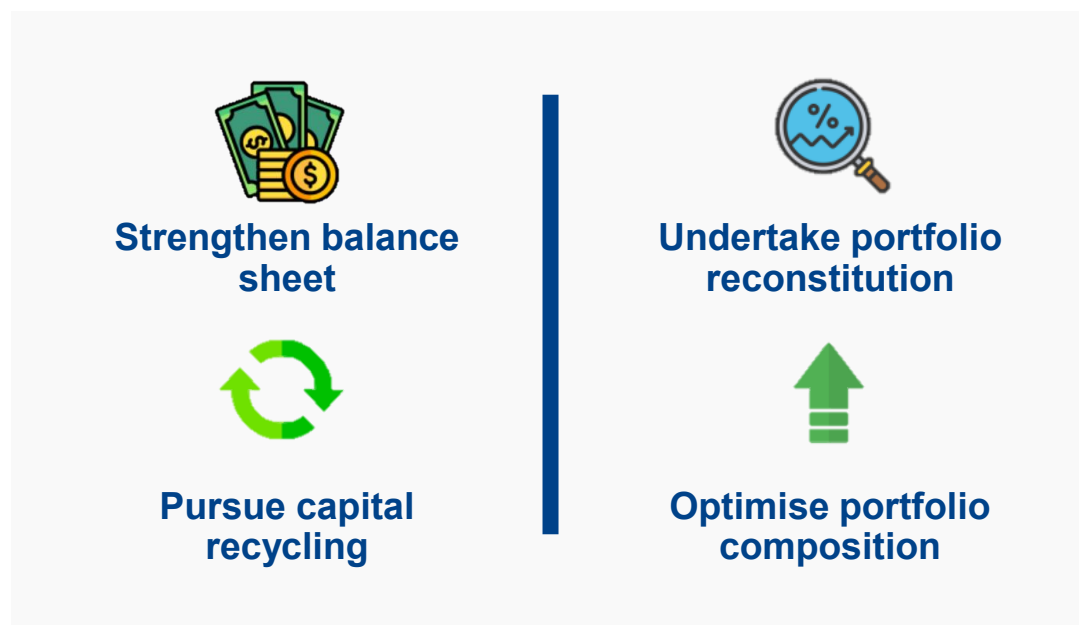 Strengthen balance
sheet
Undertake portfolio
reconstitution
Pursue capital
recycling
Optimise portfolio
composition